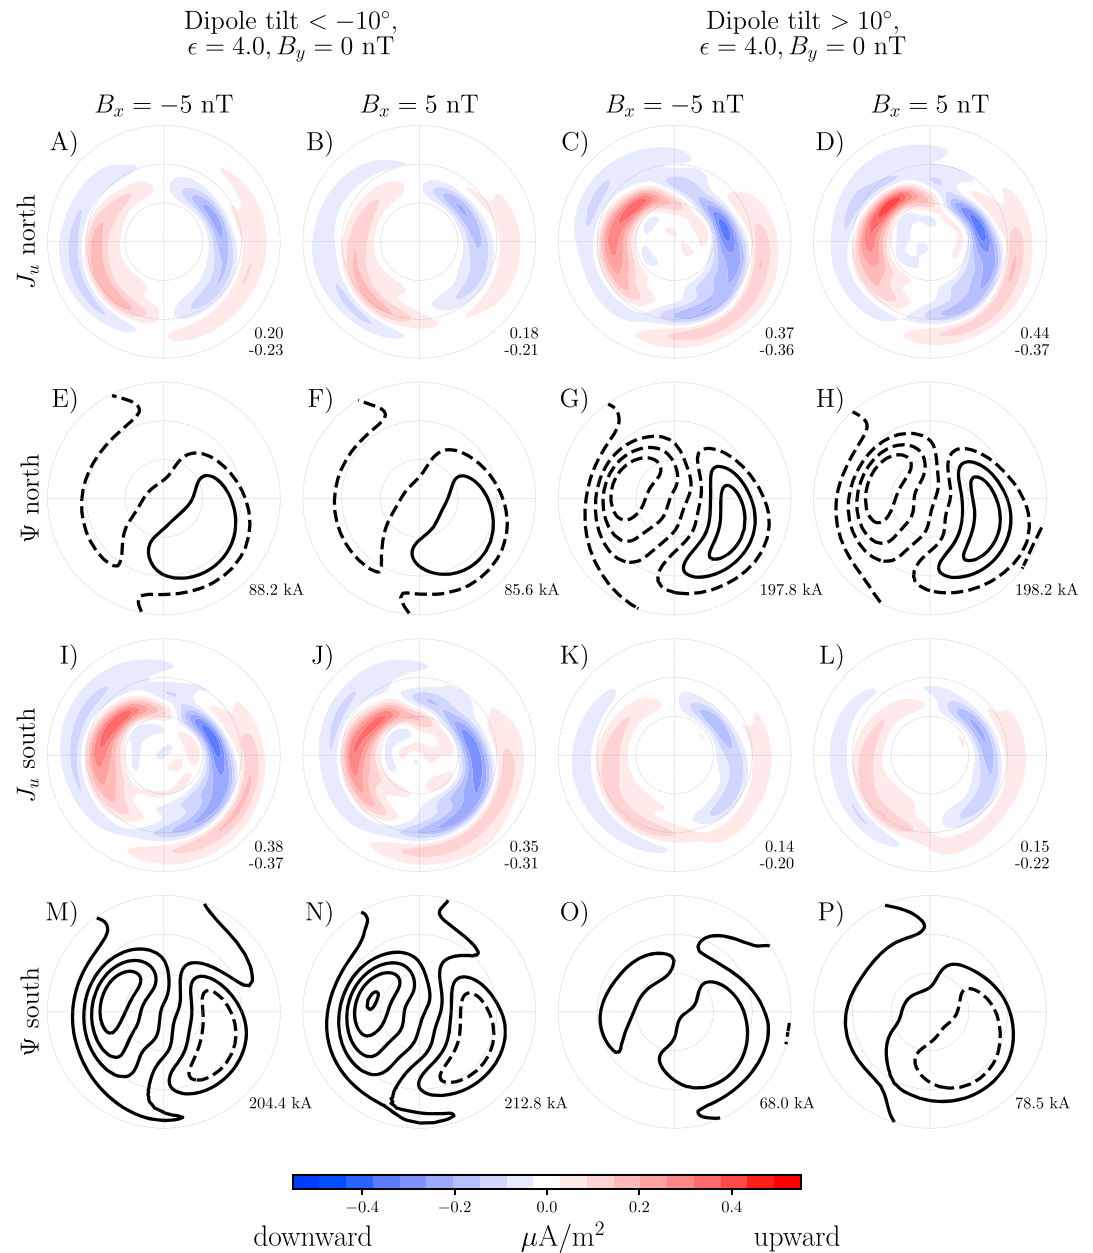 Dipole tilt < −10°,
ϵ = 4.0, B_y = 0 nT
Dipole tilt > 10°,
ϵ = 4.0, B_y = 0 nT
B_x = −5 nT
B_x = 5 nT
B_x = −5 nT
B_x = 5 nT
J_u north
A)
0.20
-0.23
B)
0.18
-0.21
C)
0.37
-0.36
D)
0.44
-0.37
Ψ north
E)
88.2 kA
F)
85.6 kA
G)
197.8 kA
H)
198.2 kA
J_u south
I)
0.38
-0.37
J)
0.35
-0.31
K)
0.14
-0.20
L)
0.15
-0.22
Ψ south
M)
204.4 kA
N)
212.8 kA
O)
68.0 kA
P)
78.5 kA
−0.4 −0.2 0.0 0.2 0.4
downward μA/m² upward